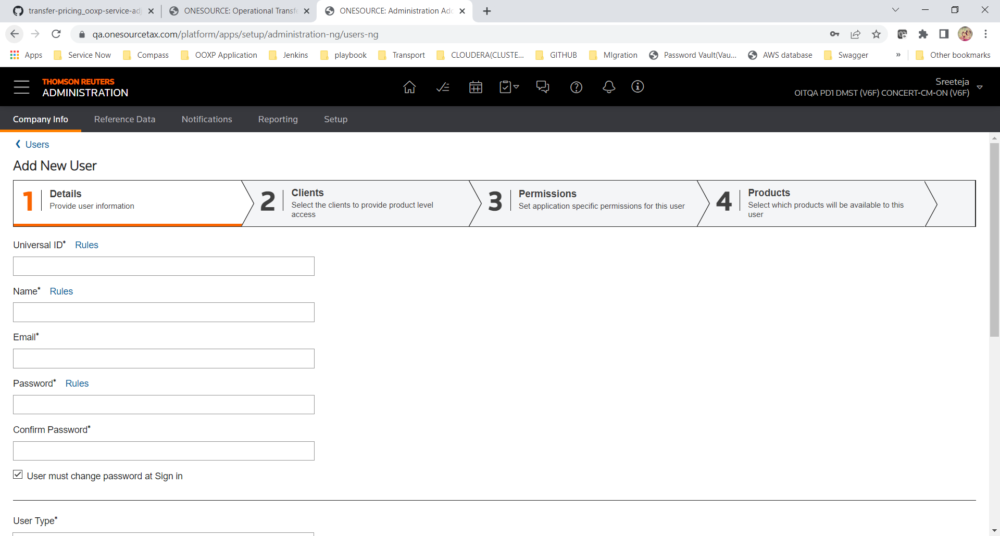 transfer-pricing_ooxp-service-adj
ONESOURCE: Operational Transfe
ONESOURCE: Administration Add
qa.onesourcetax.com/platform/apps/setup/administration-ng/users-ng
Apps
Service Now
Compass
OOXP Application
Jenkins
playbook
Transport
CLOUDERA(CLUSTE...
GITHUB
MIgration
Password Vault(Vau...
AWS database
Swagger
»
Other bookmarks
THOMSON REUTERS
ADMINISTRATION
Sreeteja
OITQA PD1 DMST (V6F) CONCERT-CM-ON (V6F)
Company Info
Reference Data
Notifications
Reporting
Setup
Users
Add New User
1
Details
Provide user information
2
Clients
Select the clients to provide product level
access
3
Permissions
Set application specific permissions for this user
4
Products
Select which products will be available to this
user
Universal ID* Rules
Name* Rules
Email*
Password* Rules
Confirm Password*
User must change password at Sign in
User Type*